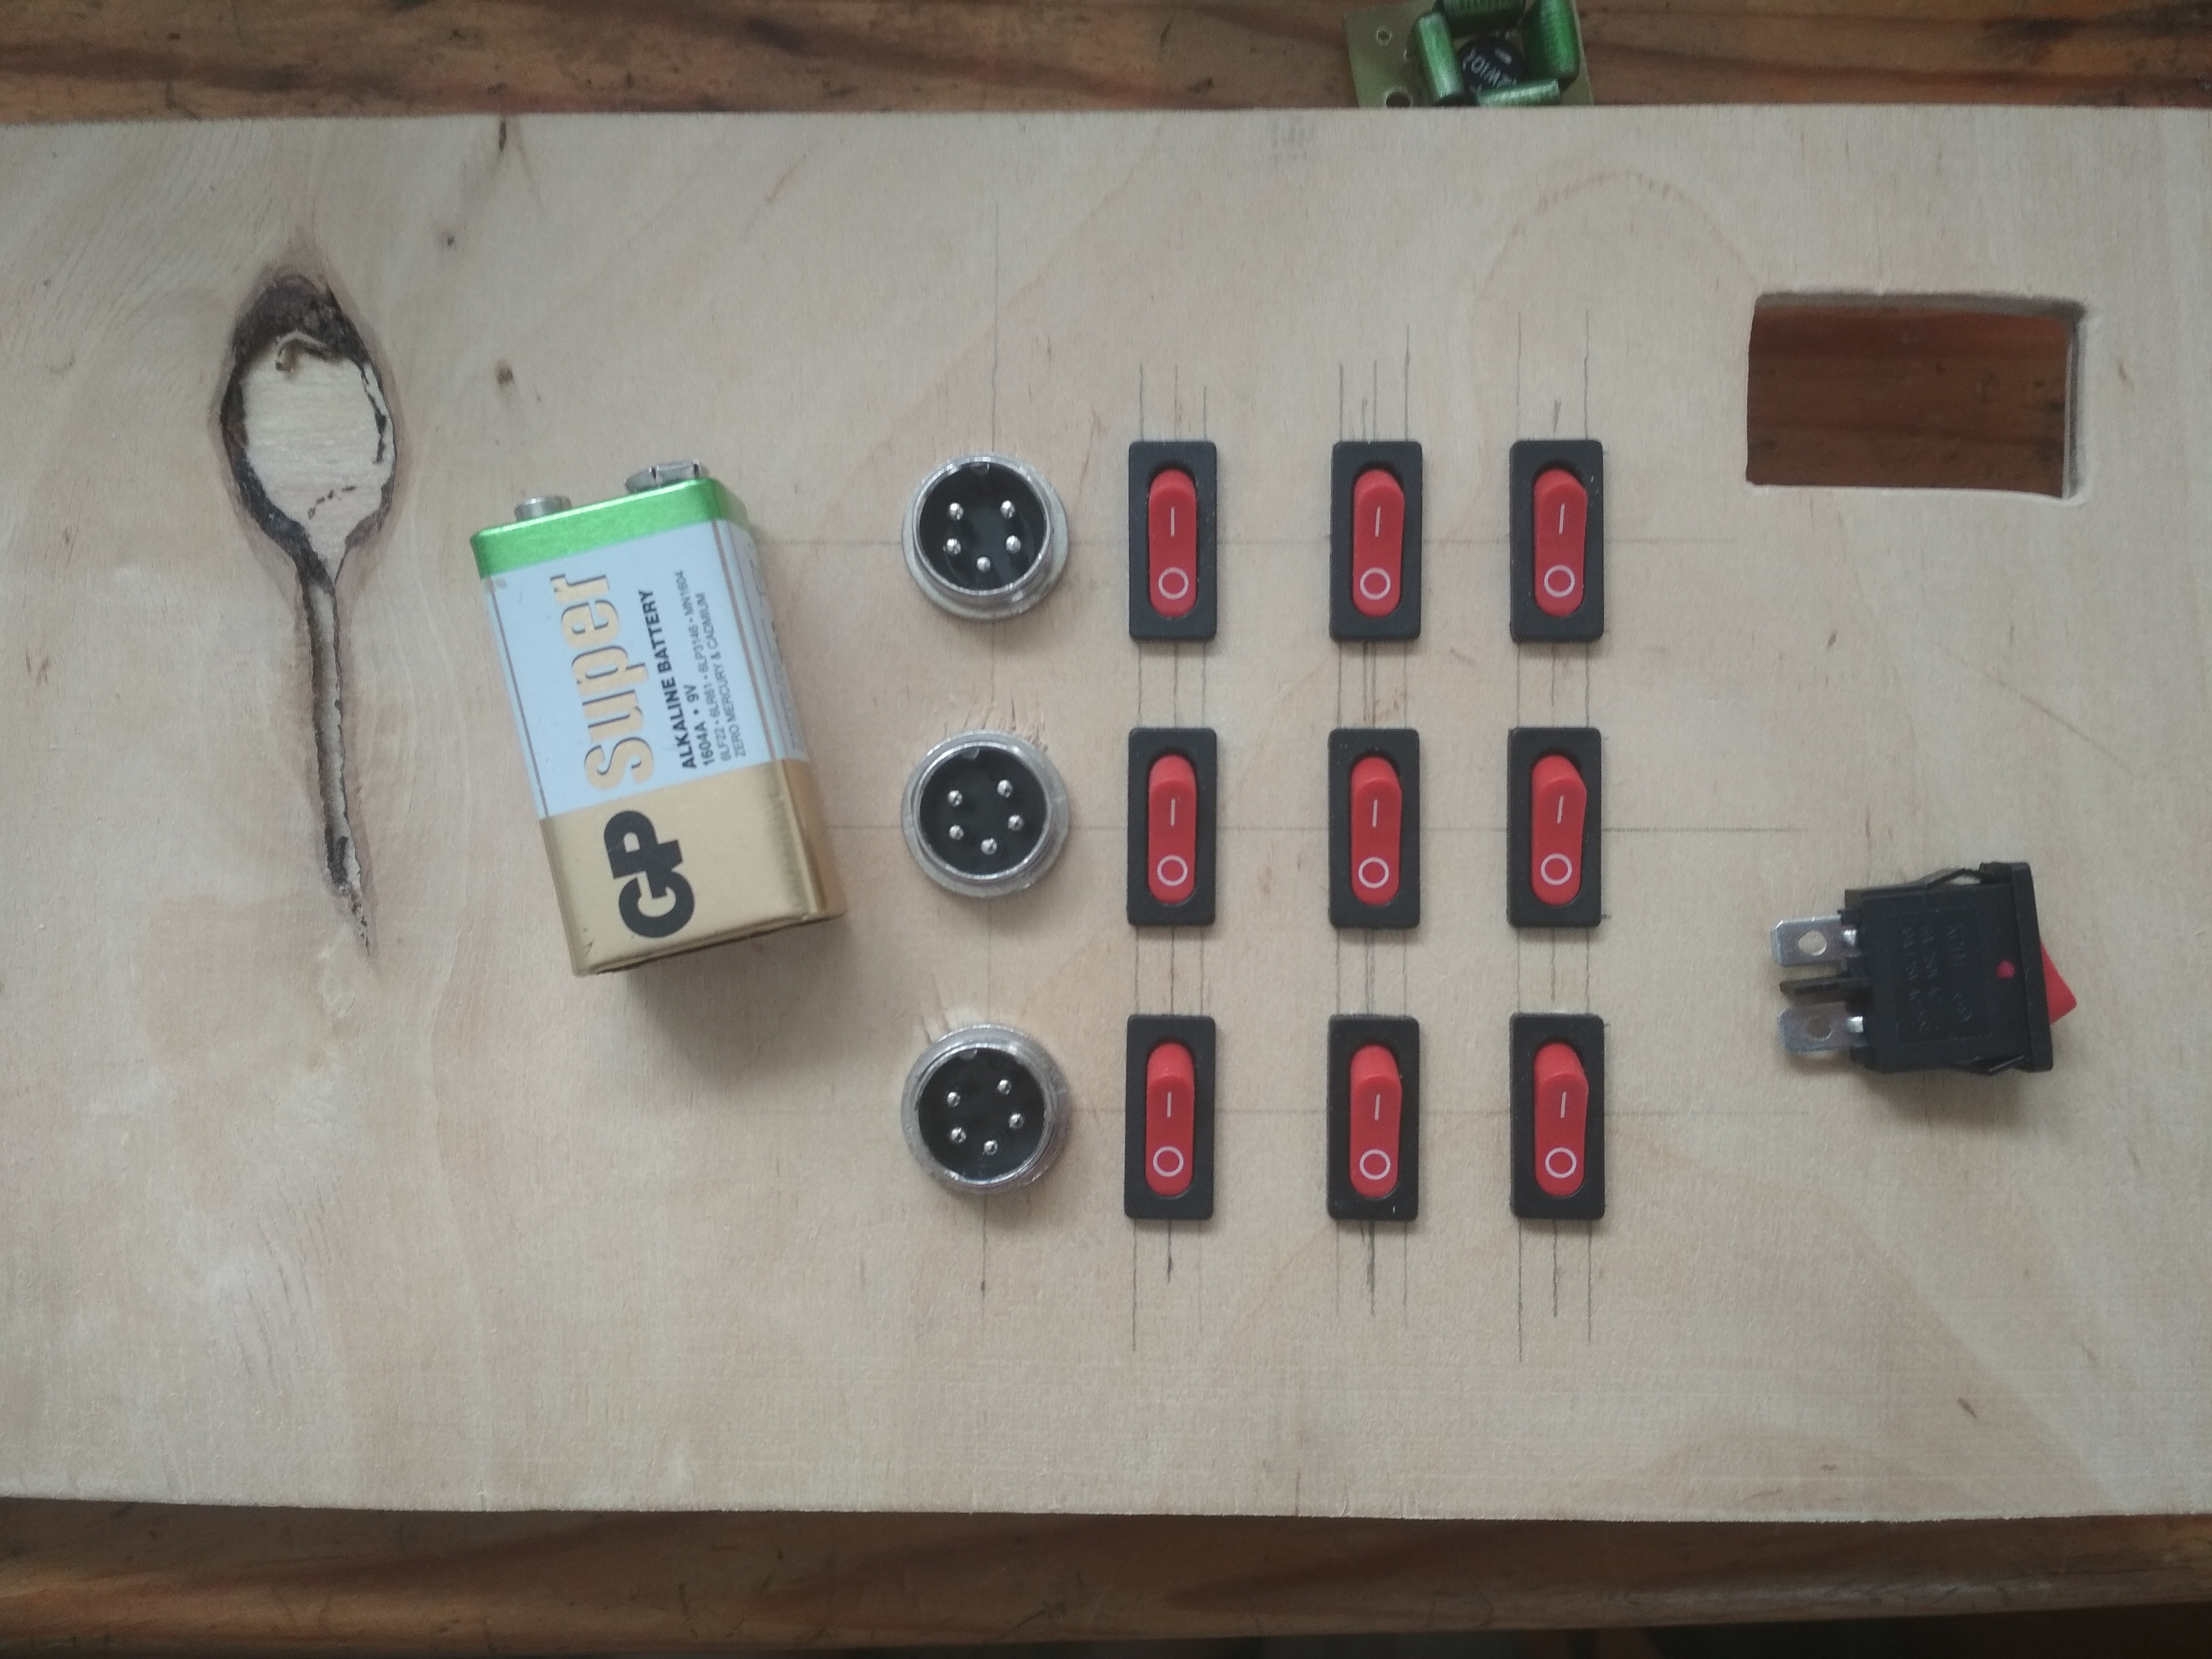 GP Super
ALKALINE BATTERY
1604A • 9V
6LF22 • 6LR61 • 6LP3146 • MN1604
ZERO MERCURY & CADMIUM
I
O
I
O
I
O
I
O
I
O
I
O
I
O
I
O
I
O